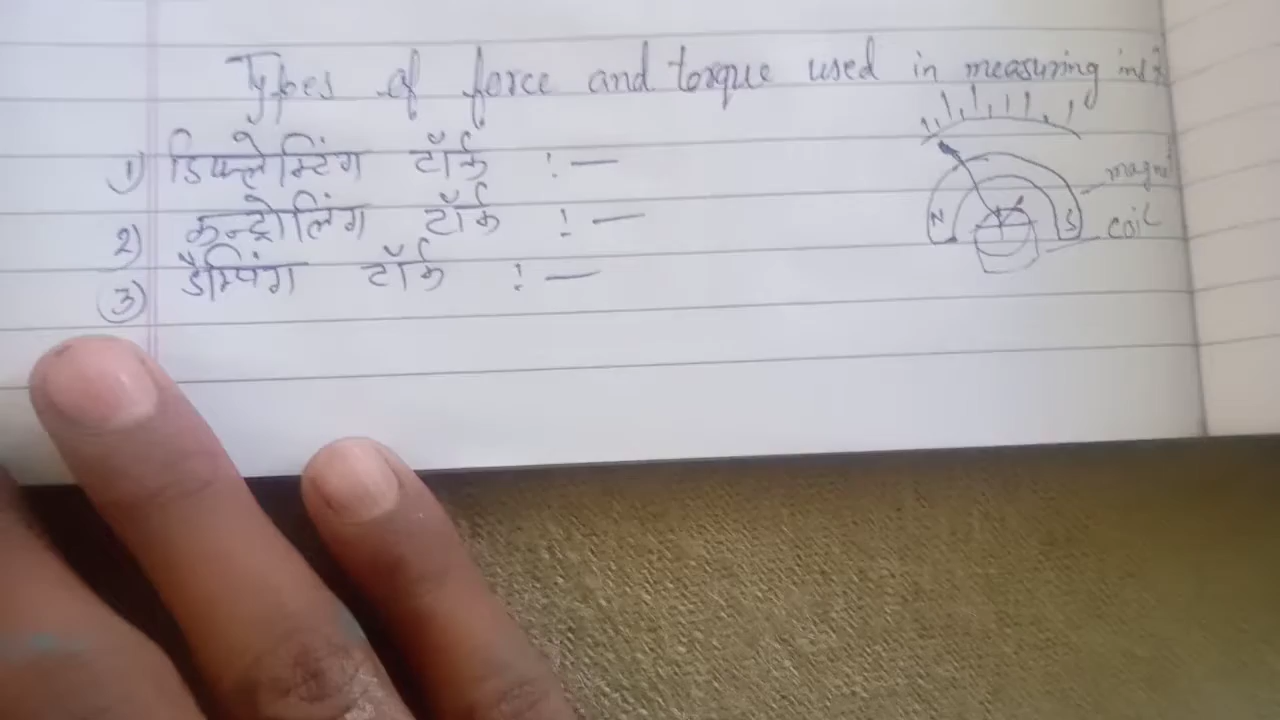 Types of force and torque used in measuring
1) डिफ्लेक्टिंग टॉर्क :—
2) कन्ट्रोलिंग टॉर्क :—
3) डैम्पिंग टॉर्क :—
N
S
coil